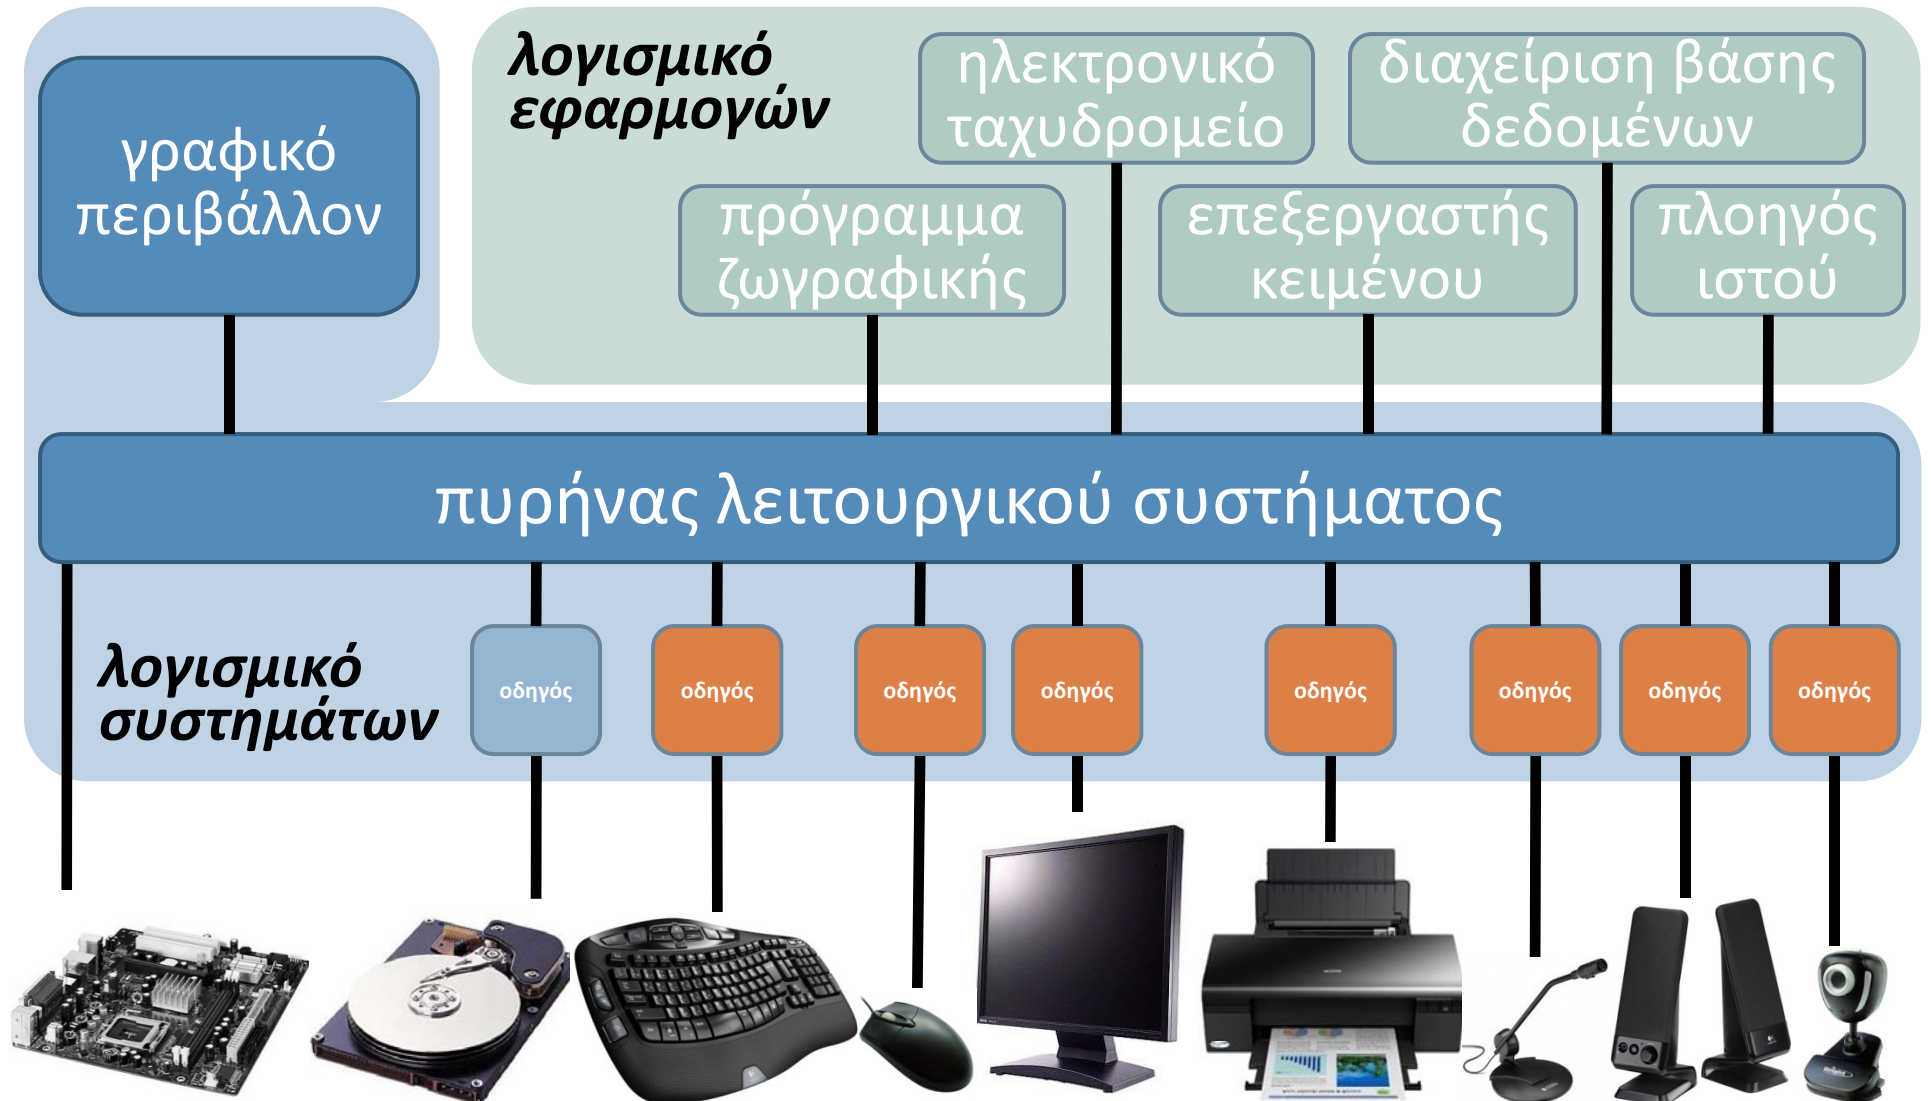 λογισμικό
εφαρμογών
ηλεκτρονικό
ταχυδρομείο
διαχείριση βάσης
δεδομένων
γραφικό
περιβάλλον
πρόγραμμα
ζωγραφικής
επεξεργαστής
κειμένου
πλοηγός
ιστού
πυρήνας λειτουργικού συστήματος
λογισμικό
συστημάτων
οδηγός
οδηγός
οδηγός
οδηγός
οδηγός
οδηγός
οδηγός
οδηγός